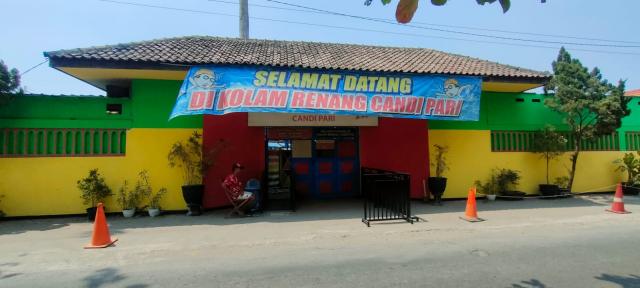 SELAMAT DATANG
DI KOLAM RENANG CANDI PARI
CANDI PARI